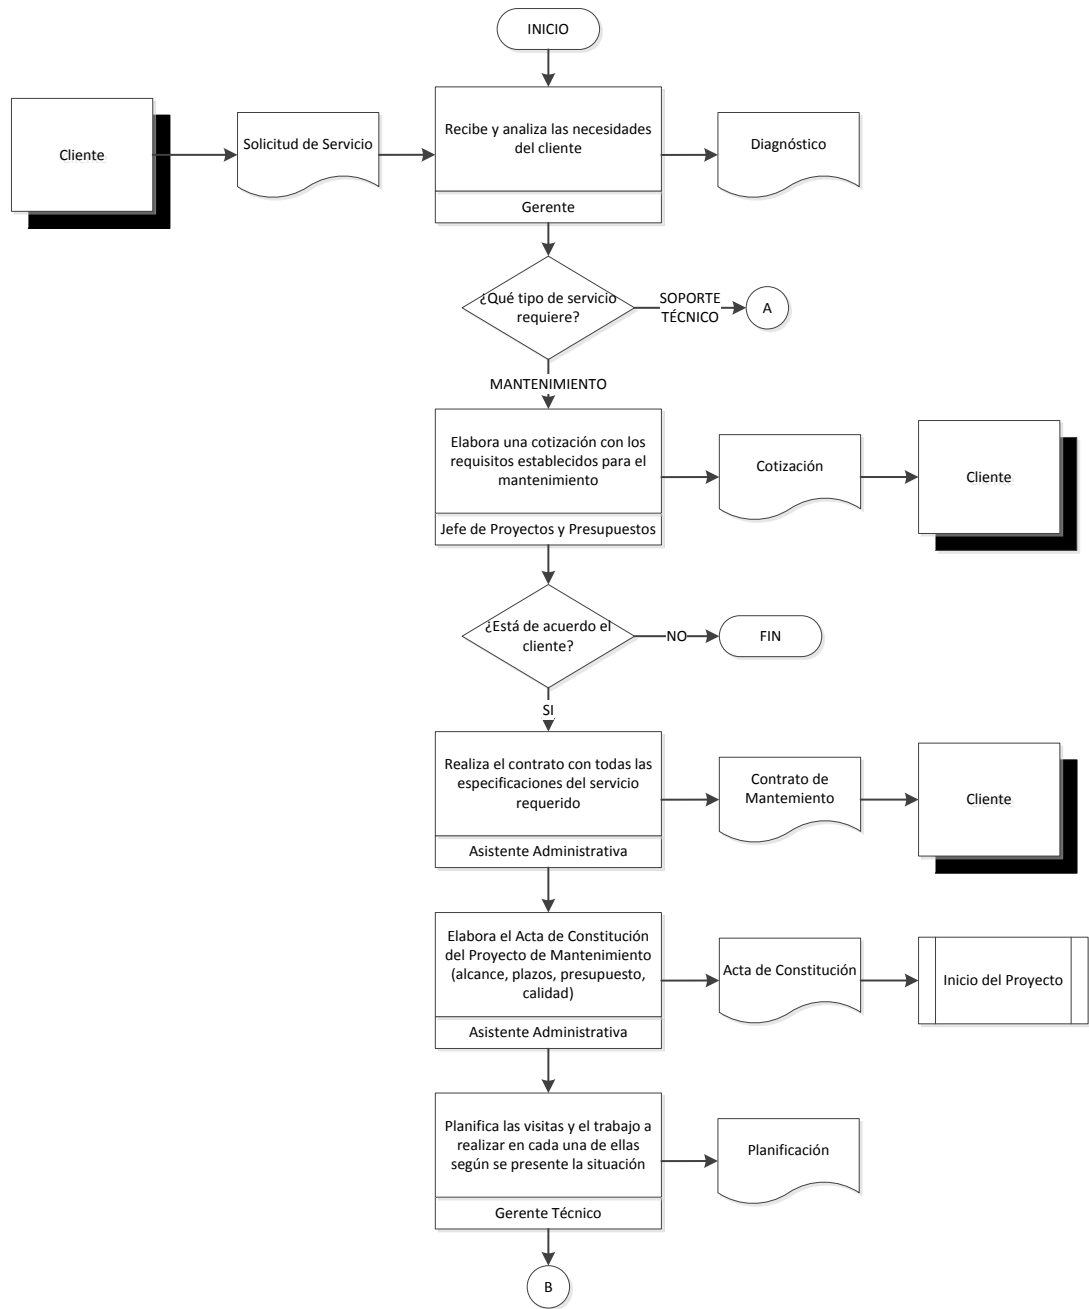 INICIO
Cliente
Solicitud de Servicio
Recibe y analiza las necesidades
del cliente
Gerente
Diagnóstico
¿Qué tipo de servicio
requiere?
SOPORTE
TÉCNICO
A
MANTENIMIENTO
Elabora una cotización con los
requisitos establecidos para el
mantenimiento
Jefe de Proyectos y Presupuestos
Cotización
Cliente
¿Está de acuerdo el
cliente?
NO
FIN
SI
Realiza el contrato con todas las
especificaciones del servicio
requerido
Asistente Administrativa
Contrato de
Mantemiento
Cliente
Elabora el Acta de Constitución
del Proyecto de Mantenimiento
(alcance, plazos, presupuesto,
calidad)
Asistente Administrativa
Acta de Constitución
Inicio del Proyecto
Planifica las visitas y el trabajo a
realizar en cada una de ellas
según se presente la situación
Gerente Técnico
Planificación
B